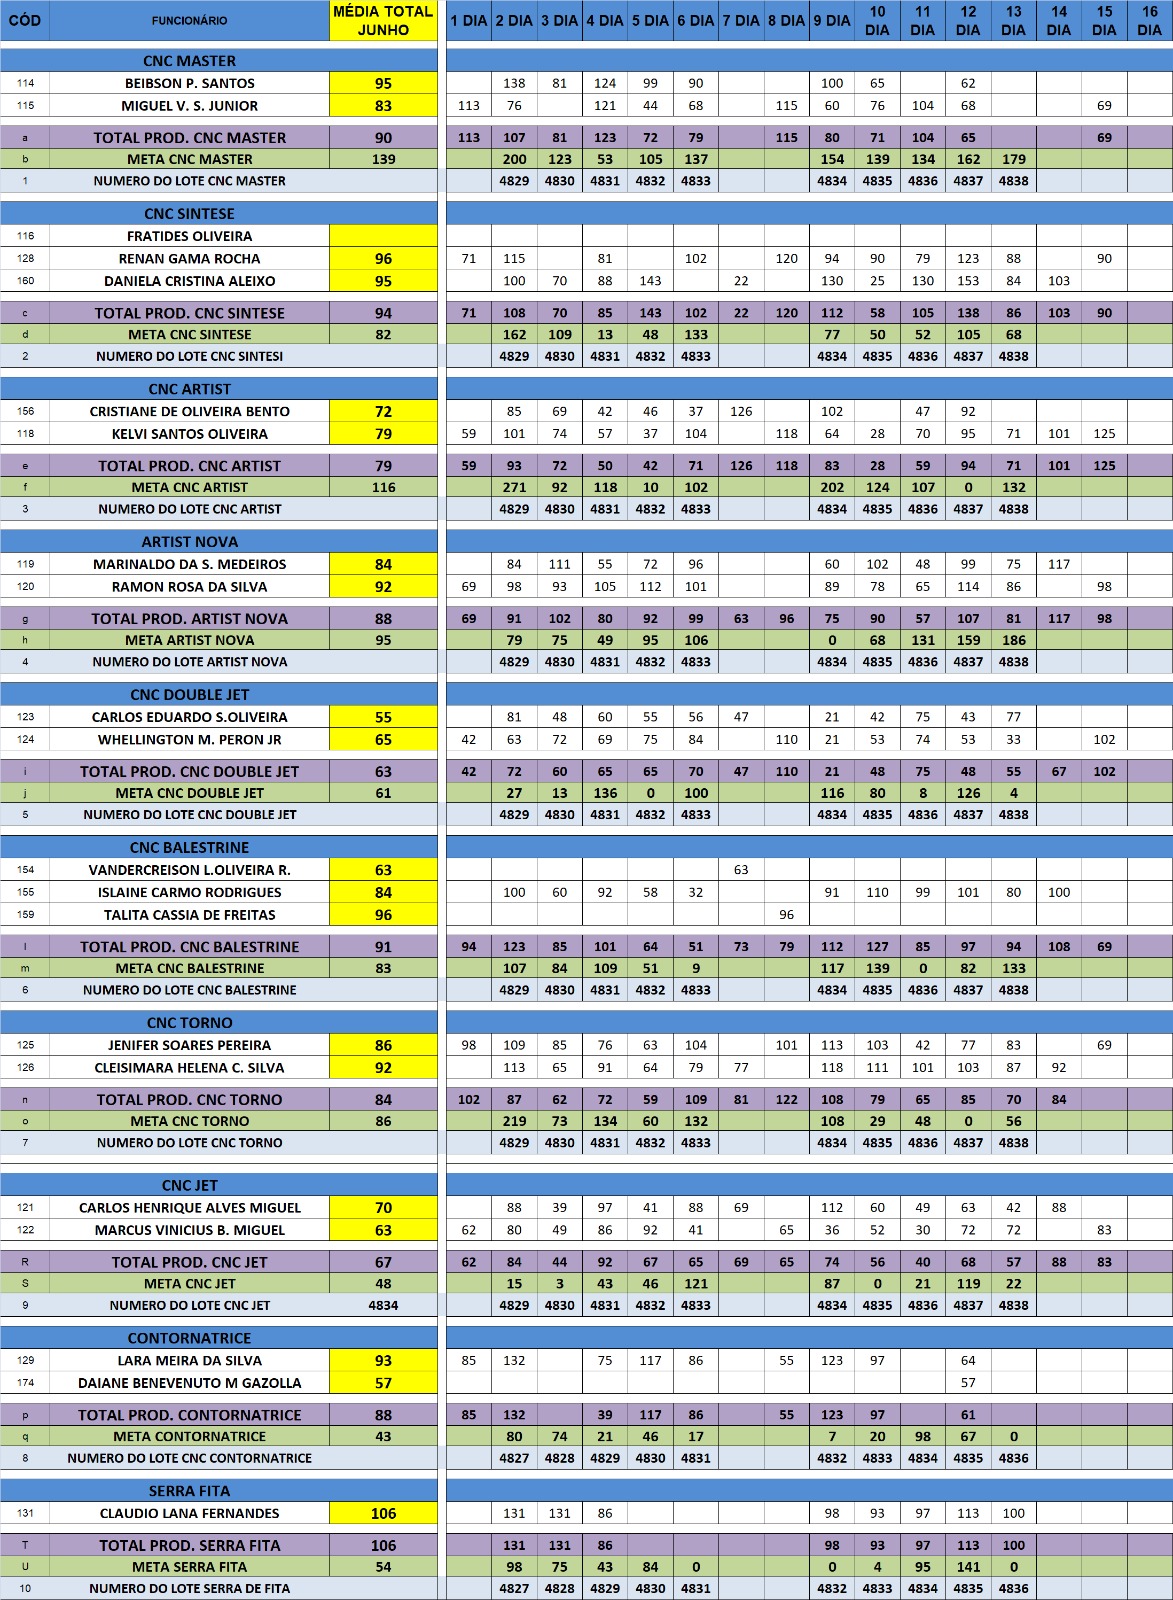 CÓD FUNCIONÁRIO MÉDIA TOTAL JUNHO 1 DIA 2 DIA 3 DIA 4 DIA 5 DIA 6 DIA 7 DIA 8 DIA 9 DIA 10 DIA 11 DIA 12 DIA 13 DIA 14 DIA 15 DIA 16 DIA
CNC MASTER
114 BEIBSON P. SANTOS 95 138 81 124 99 90 100 65 62
115 MIGUEL V. S. JUNIOR 83 113 76 121 44 68 115 60 76 104 68 69
a TOTAL PROD. CNC MASTER 90 113 107 81 123 72 79 115 80 71 104 65 69
b META CNC MASTER 139 200 123 53 105 137 154 139 134 162 179
1 NUMERO DO LOTE CNC MASTER 4829 4830 4831 4832 4833 4834 4835 4836 4837 4838
CNC SINTESE
116 FRATIDES OLIVEIRA
128 RENAN GAMA ROCHA 96 71 115 81 102 120 94 90 79 123 88 90
160 DANIELA CRISTINA ALEIXO 95 100 70 88 143 22 130 25 130 153 84 103
c TOTAL PROD. CNC SINTESE 94 71 108 70 85 143 102 22 120 112 58 105 138 86 103 90
d META CNC SINTESE 82 162 109 13 48 133 77 50 52 105 68
2 NUMERO DO LOTE CNC SINTESI 4829 4830 4831 4832 4833 4834 4835 4836 4837 4838
CNC ARTIST
156 CRISTIANE DE OLIVEIRA BENTO 72 85 69 42 46 37 126 102 47 92
118 KELVI SANTOS OLIVEIRA 79 59 101 74 57 37 104 118 64 28 70 95 71 101 125
e TOTAL PROD. CNC ARTIST 79 59 93 72 50 42 71 126 118 83 28 59 94 71 101 125
f META CNC ARTIST 116 271 92 118 10 102 202 124 107 0 132
3 NUMERO DO LOTE CNC ARTIST 4829 4830 4831 4832 4833 4834 4835 4836 4837 4838
ARTIST NOVA
119 MARINALDO DA S. MEDEIROS 84 84 111 55 72 96 60 102 48 99 75 117
120 RAMON ROSA DA SILVA 92 69 98 93 105 112 101 89 78 65 114 86 98
g TOTAL PROD. ARTIST NOVA 88 69 91 102 80 92 99 63 96 75 90 57 107 81 117 98
h META ARTIST NOVA 95 79 75 49 95 106 0 68 131 159 186
4 NUMERO DO LOTE ARTIST NOVA 4829 4830 4831 4832 4833 4834 4835 4836 4837 4838
CNC DOUBLE JET
123 CARLOS EDUARDO S.OLIVEIRA 55 81 48 60 55 56 47 21 42 75 43 77
124 WHELLINGTON M. PERON JR 65 42 63 72 69 75 84 110 21 53 74 53 33 102
i TOTAL PROD. CNC DOUBLE JET 63 42 72 60 65 65 70 47 110 21 48 75 48 55 67 102
j META CNC DOUBLE JET 61 27 13 136 0 100 116 80 8 126 4
5 NUMERO DO LOTE CNC DOUBLE JET 4829 4830 4831 4832 4833 4834 4835 4836 4837 4838
CNC BALESTRINE
154 VANDERCREISON L.OLIVEIRA R. 63 63
155 ISLAINE CARMO RODRIGUES 84 100 60 92 58 32 91 110 99 101 80 100
159 TALITA CASSIA DE FREITAS 96 96
l TOTAL PROD. CNC BALESTRINE 91 94 123 85 101 64 51 73 79 112 127 85 97 94 108 69
m META CNC BALESTRINE 83 107 84 109 51 9 117 139 0 82 133
6 NUMERO DO LOTE CNC BALESTRINE 4829 4830 4831 4832 4833 4834 4835 4836 4837 4838
CNC TORNO
125 JENIFER SOARES PEREIRA 86 98 109 85 76 63 104 101 113 103 42 77 83 69
126 CLEISIMARA HELENA C. SILVA 92 113 65 91 64 79 77 118 111 101 103 87 92
n TOTAL PROD. CNC TORNO 84 102 87 62 72 59 109 81 122 108 79 65 85 70 84
o META CNC TORNO 86 219 73 134 60 132 108 29 48 0 56
7 NUMERO DO LOTE CNC TORNO 4829 4830 4831 4832 4833 4834 4835 4836 4837 4838
CNC JET
121 CARLOS HENRIQUE ALVES MIGUEL 70 88 39 97 41 88 69 112 60 49 63 42 88
122 MARCUS VINICIUS B. MIGUEL 63 62 80 49 86 92 41 65 36 52 30 72 72 83
R TOTAL PROD. CNC JET 67 62 84 44 92 67 65 69 65 74 56 40 68 57 88 83
S META CNC JET 48 15 3 43 46 121 87 0 21 119 22
9 NUMERO DO LOTE CNC JET 4834 4829 4830 4831 4832 4833 4834 4835 4836 4837 4838
CONTORNATRICE
129 LARA MEIRA DA SILVA 93 85 132 75 117 86 55 123 97 64
174 DAIANE BENEVENUTO M GAZOLLA 57 57
p TOTAL PROD. CONTORNATRICE 88 85 132 39 117 86 55 123 97 61
q META CONTORNATRICE 43 80 74 21 46 17 7 20 98 67 0
8 NUMERO DO LOTE CNC CONTORNATRICE 4827 4828 4829 4830 4831 4832 4833 4834 4835 4836
SERRA FITA
131 CLAUDIO LANA FERNANDES 106 131 131 86 98 93 97 113 100
T TOTAL PROD. SERRA FITA 106 131 131 86 98 93 97 113 100
U META SERRA FITA 54 98 75 43 84 0 0 4 95 141 0
10 NUMERO DO LOTE SERRA DE FITA 4827 4828 4829 4830 4831 4832 4833 4834 4835 4836